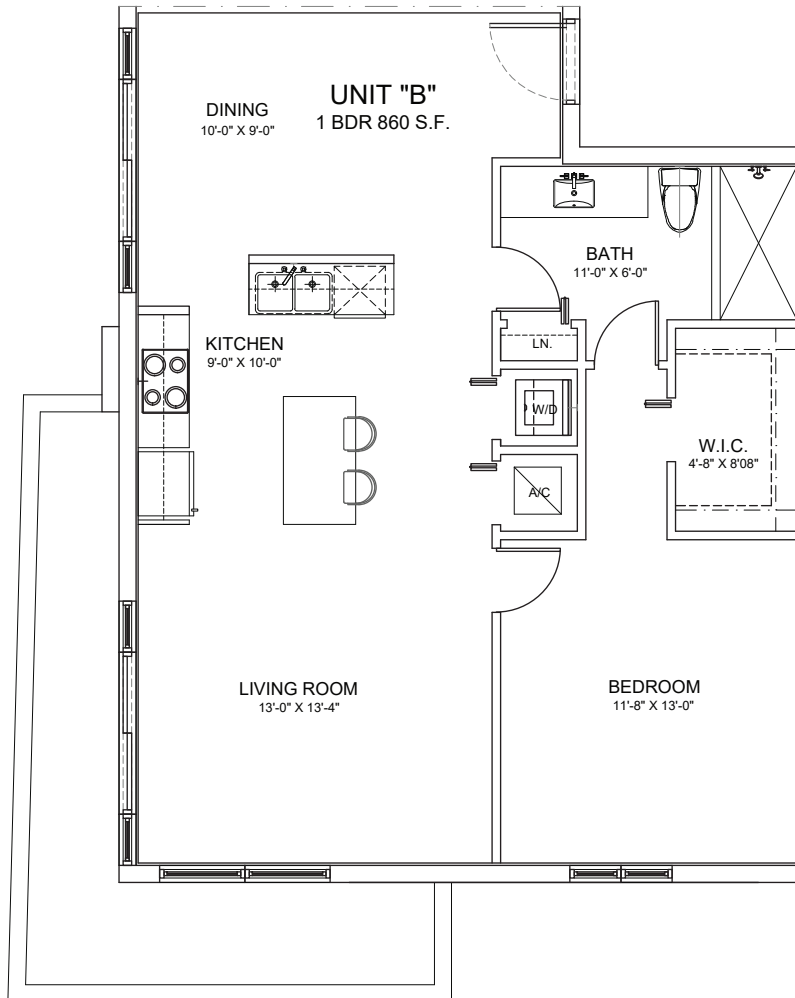 UNIT "B"
1 BDR 860 S.F.
DINING
10'-0" X 9'-0"
BATH
11'-0" X 6'-0"
KITCHEN
9'-0" X 10'-0"
LN.
W/D
W.I.C.
4'-8" X 8'08"
A/C
LIVING ROOM
13'-0" X 13'-4"
BEDROOM
11'-8" X 13'-0"